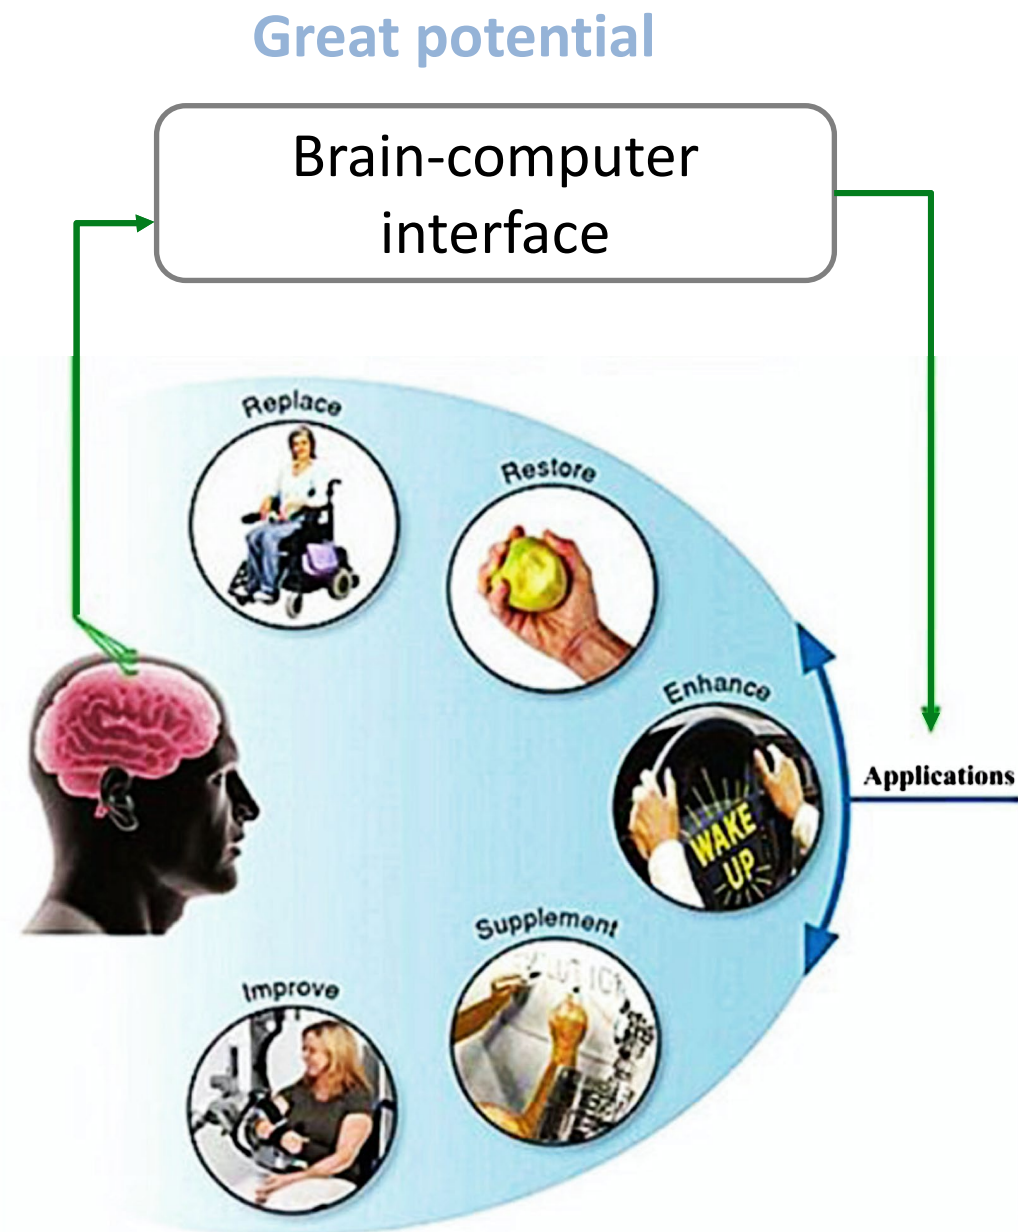 Great potential
Brain-computer
interface
Replace
Restore
Enhance
WAKE
UP
Applications
Supplement
Improve